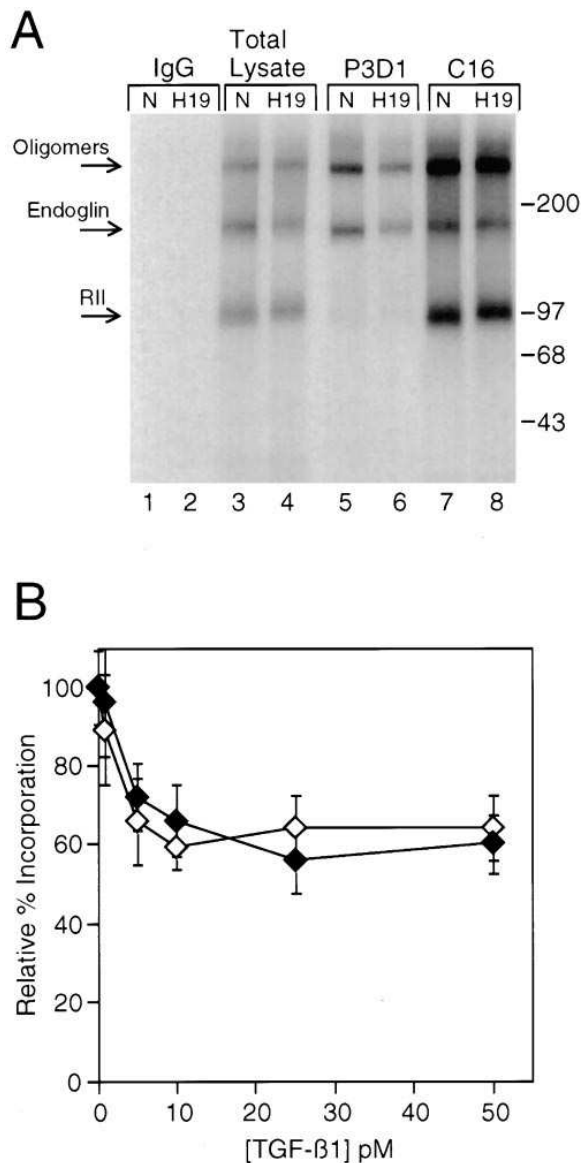 A
IgG Total Lysate P3D1 C16
N H19 N H19 N H19 N H19
Oligomers
-200
Endoglin
RII
-97
-68
-43
1 2 3 4 5 6 7 8
B
Relative % Incorporation
100
80
60
40
20
0
0 10 20 30 40 50
[TGF-ß1] pM